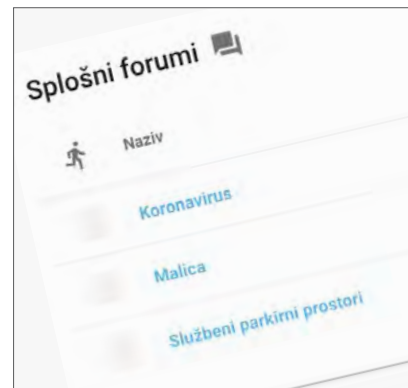 Splošni forumi
Naziv
Koronavirus
Malica
Službeni parkirni prostori